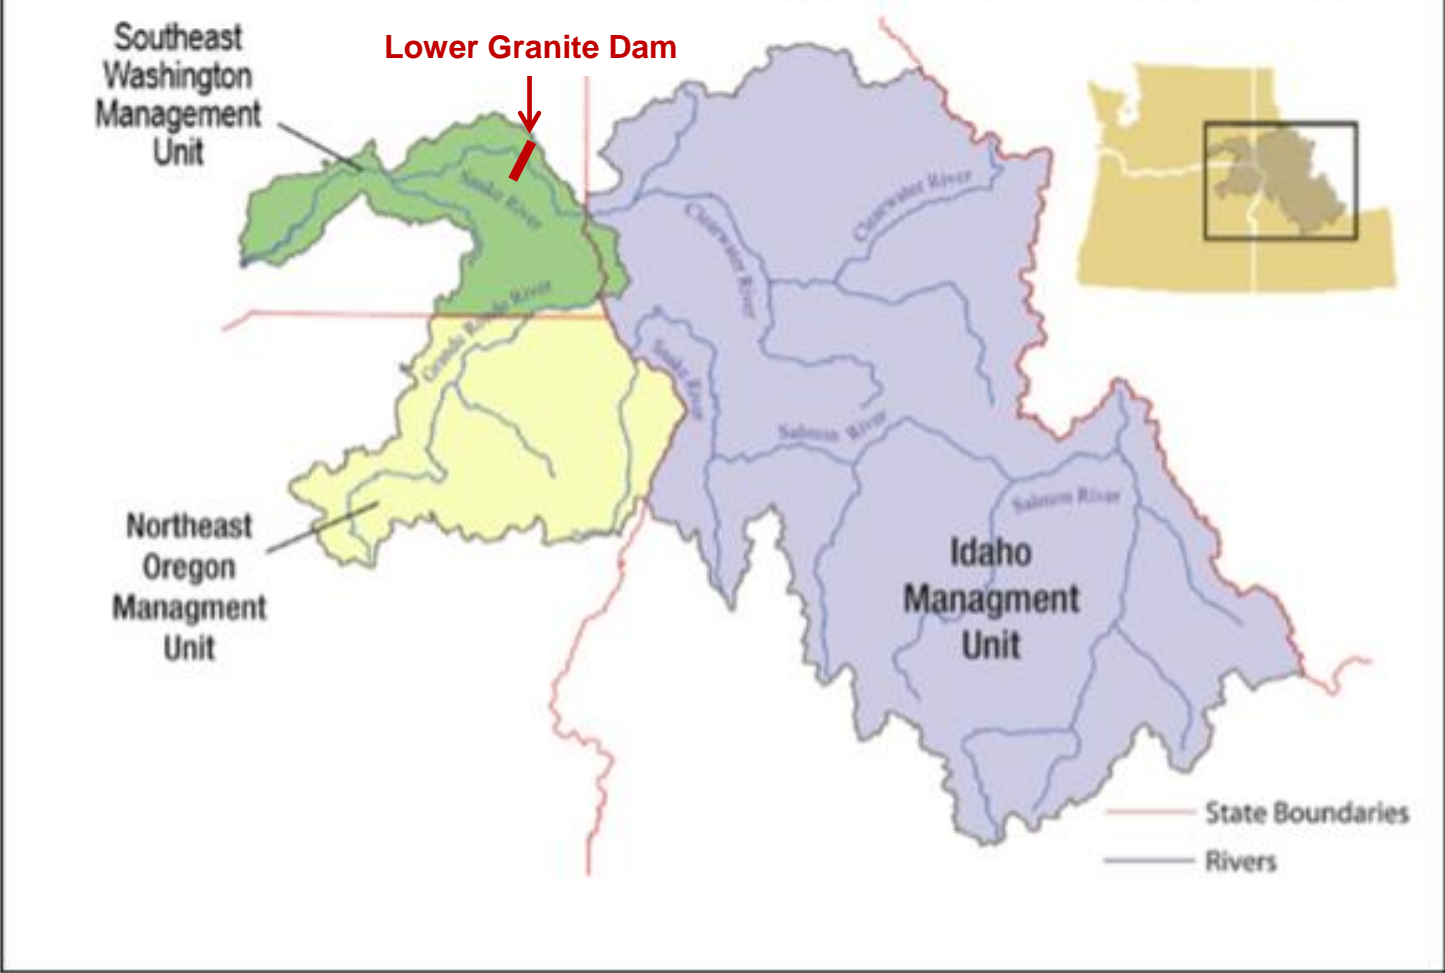 Southeast
Washington
Management
Unit
Lower Granite Dam
Snake River
Clearwater River
Clearwater River
Grande Ronde River
Snake River
Salmon River
Salmon River
Northeast
Oregon
Managment
Unit
Idaho
Managment
Unit
State Boundaries
Rivers